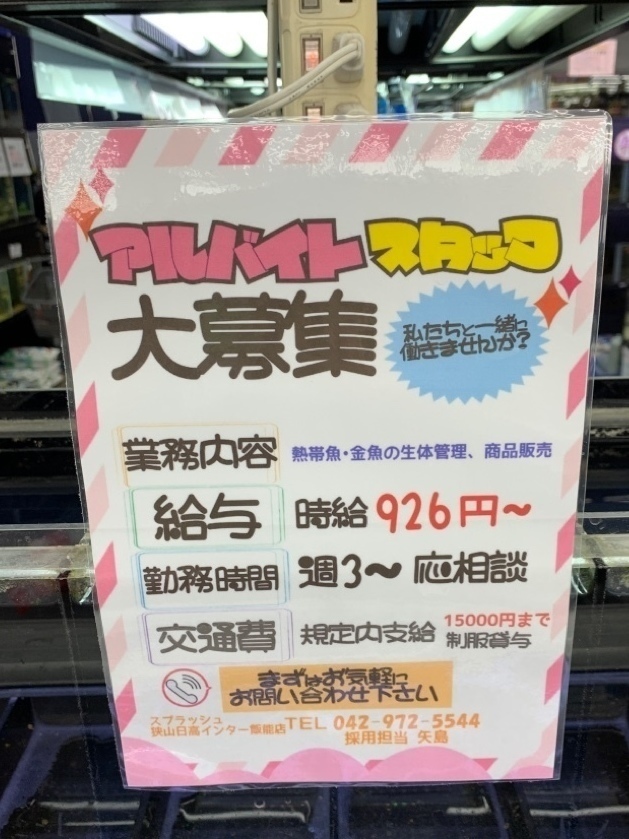 アルバイトスタッフ
大募集
私たちと一緒に
働きませんか?
業務内容 熱帯魚・金魚の生体管理、商品販売
給与 時給 926円〜
勤務時間 週3〜 応相談
交通費 規定内支給 15000円まで
制服貸与
まずはお気軽に
お問い合わせ下さい
スプラッシュ
狭山日高インター飯能店 TEL 042-972-5544
採用担当 矢島